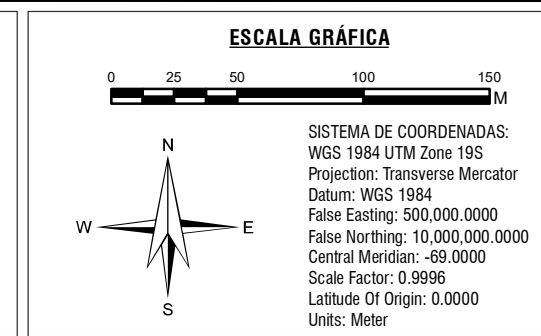 ESCALA GRÁFICA
0 25 50 100 150
M
N
W E
S
SISTEMA DE COORDENADAS:
WGS 1984 UTM Zone 19S
Projection: Transverse Mercator
Datum: WGS 1984
False Easting: 500,000.0000
False Northing: 10,000,000.0000
Central Meridian: -69.0000
Scale Factor: 0.9996
Latitude Of Origin: 0.0000
Units: Meter